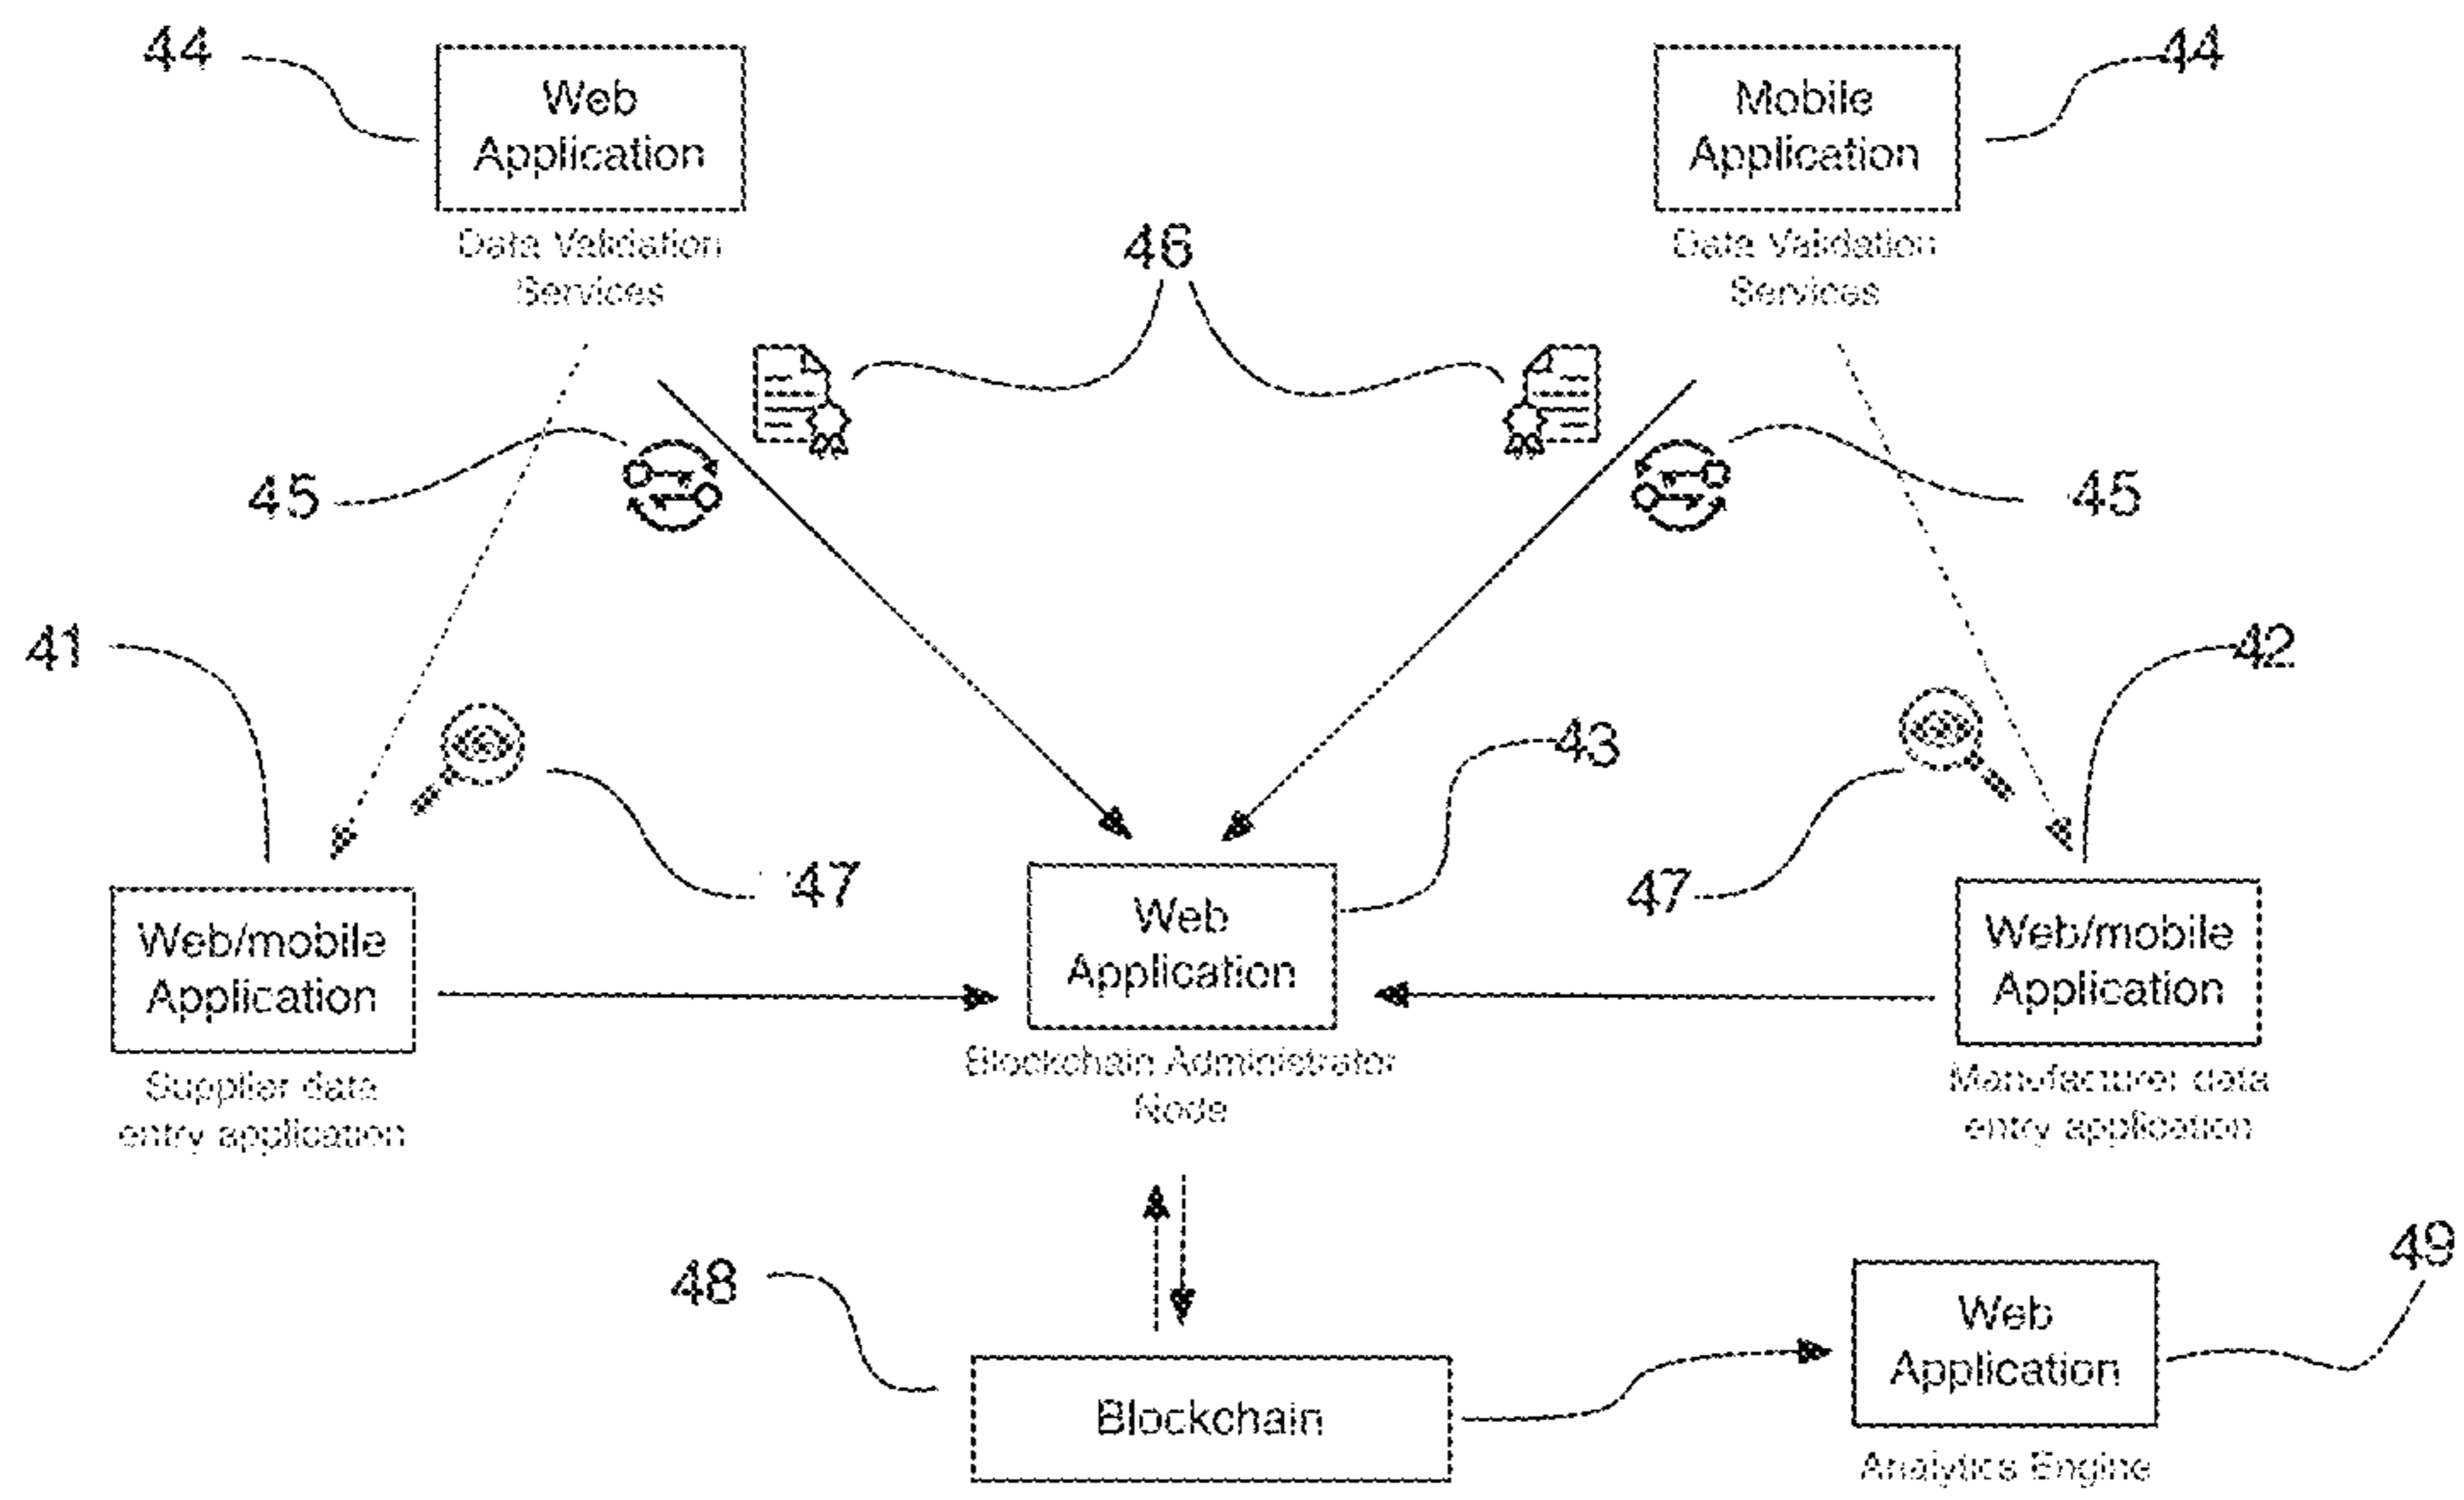 44
Web
Application
Data Validation
Services
44
Mobile
Application
Data Validation
Services
46
45
45
41
42
43
47
47
Web/mobile
Application
Supplier data
entry application
Web
Application
Blockchain Administrator
Node
Web/mobile
Application
Manufacturer data
entry application
48
49
Blockchain
Web
Application
Analytics Engine